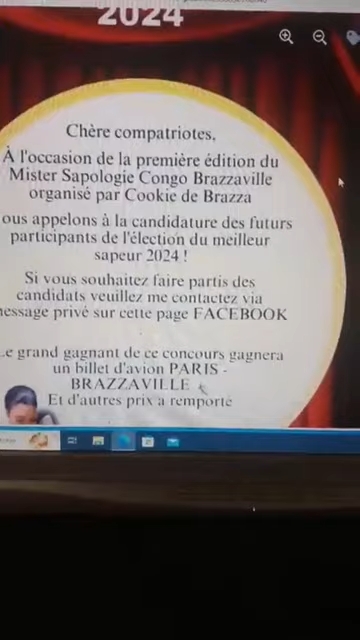 2024
Chère compatriotes,
À l'occasion de la première édition du
Mister Sapologie Congo Brazzaville
organisé par Cookie de Brazza
ous appelons à la candidature des futurs
participants de l'élection du meilleur
sapeur 2024 !
Si vous souhaitez faire partis des
candidats veuillez me contactez via
nessage privé sur cette page FACEBOOK
Le grand gagnant de ce concours gagnera
un billet d'avion PARIS -
BRAZZAVILLE
Et d'autres prix a remporté